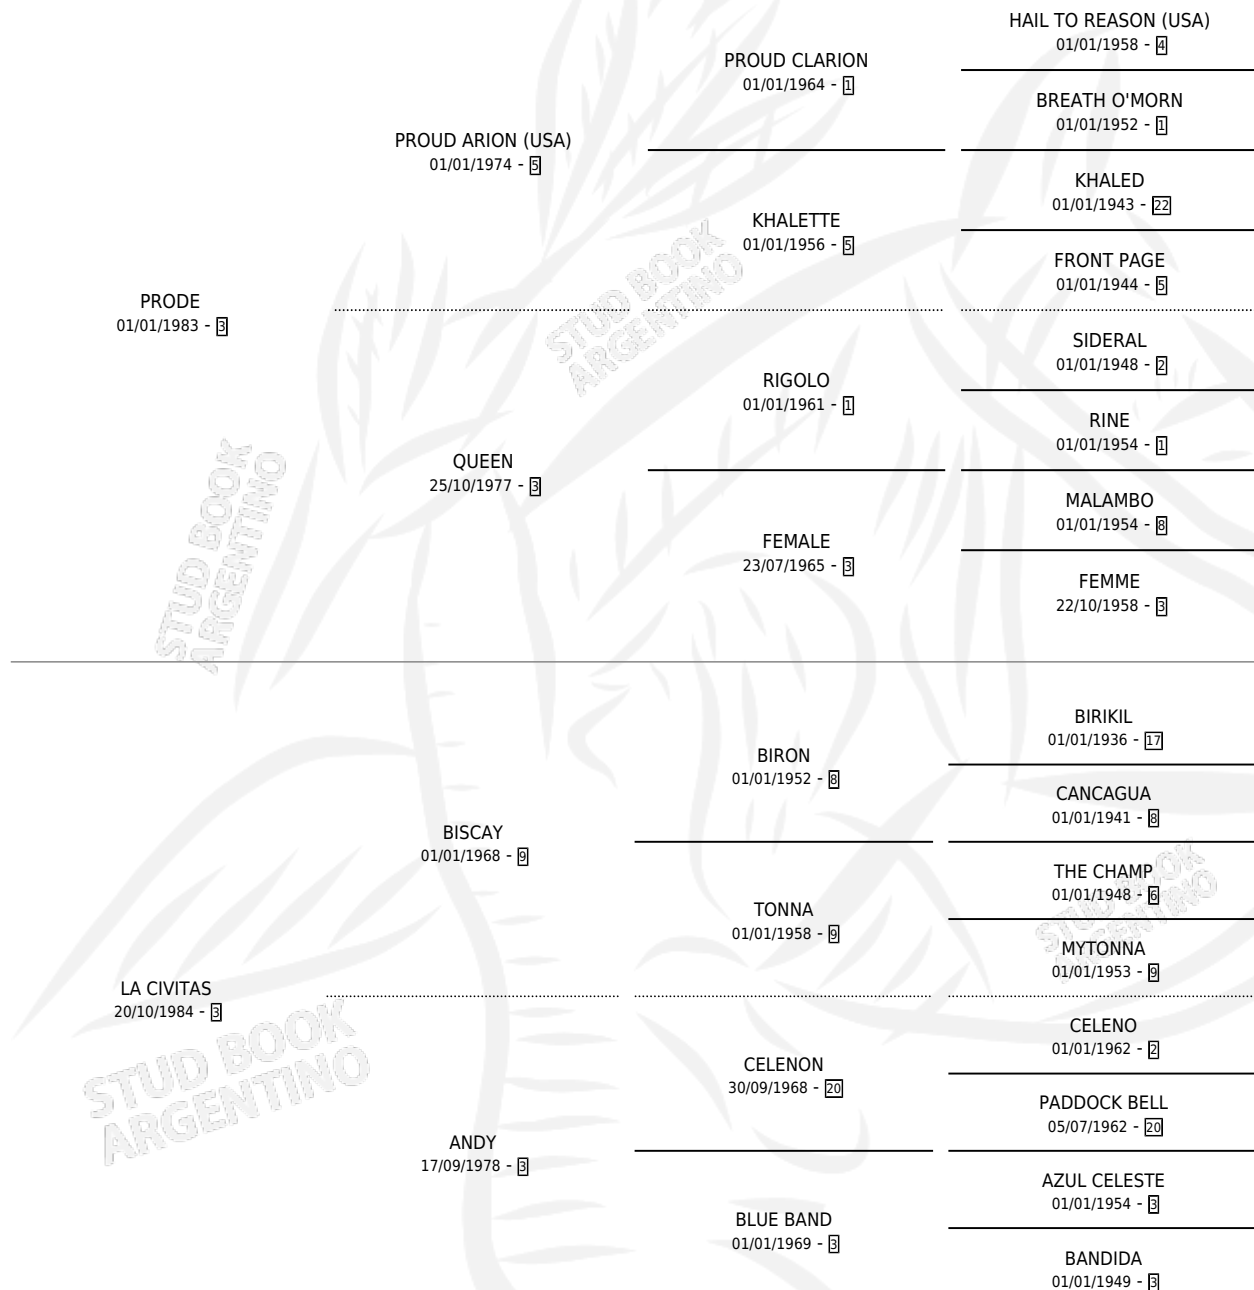 HAIL TO REASON (USA)
01/01/1958 - 4
PROUD CLARION
01/01/1964 - 1
BREATH O'MORN
01/01/1952 - 1
PROUD ARION (USA)
01/01/1974 - 5
KHALED
01/01/1943 - 22
KHALETTE
01/01/1956 - 5
FRONT PAGE
01/01/1944 - 5
PRODE
01/01/1983 - 3
SIDERAL
01/01/1948 - 2
RIGOLO
01/01/1961 - 1
RINE
01/01/1954 - 1
QUEEN
25/10/1977 - 3
MALAMBO
01/01/1954 - 8
FEMALE
23/07/1965 - 3
FEMME
22/10/1958 - 3
BIRIKIL
01/01/1936 - 17
BIRON
01/01/1952 - 8
CANCAGUA
01/01/1941 - 8
BISCAY
01/01/1968 - 9
THE CHAMP
01/01/1948 - 6
TONNA
01/01/1958 - 9
MYTONNA
01/01/1953 - 9
LA CIVITAS
20/10/1984 - 3
CELENO
01/01/1962 - 2
CELENON
30/09/1968 - 20
PADDOCK BELL
05/07/1962 - 20
ANDY
17/09/1978 - 3
AZUL CELESTE
01/01/1954 - 3
BLUE BAND
01/01/1969 - 3
BANDIDA
01/01/1949 - 3
STUD BOOK
ARGENTINO
STUD BOOK
ARGENTINO
STUD BOOK
ARGENTINO
STUD BOOK
ARGENTINO